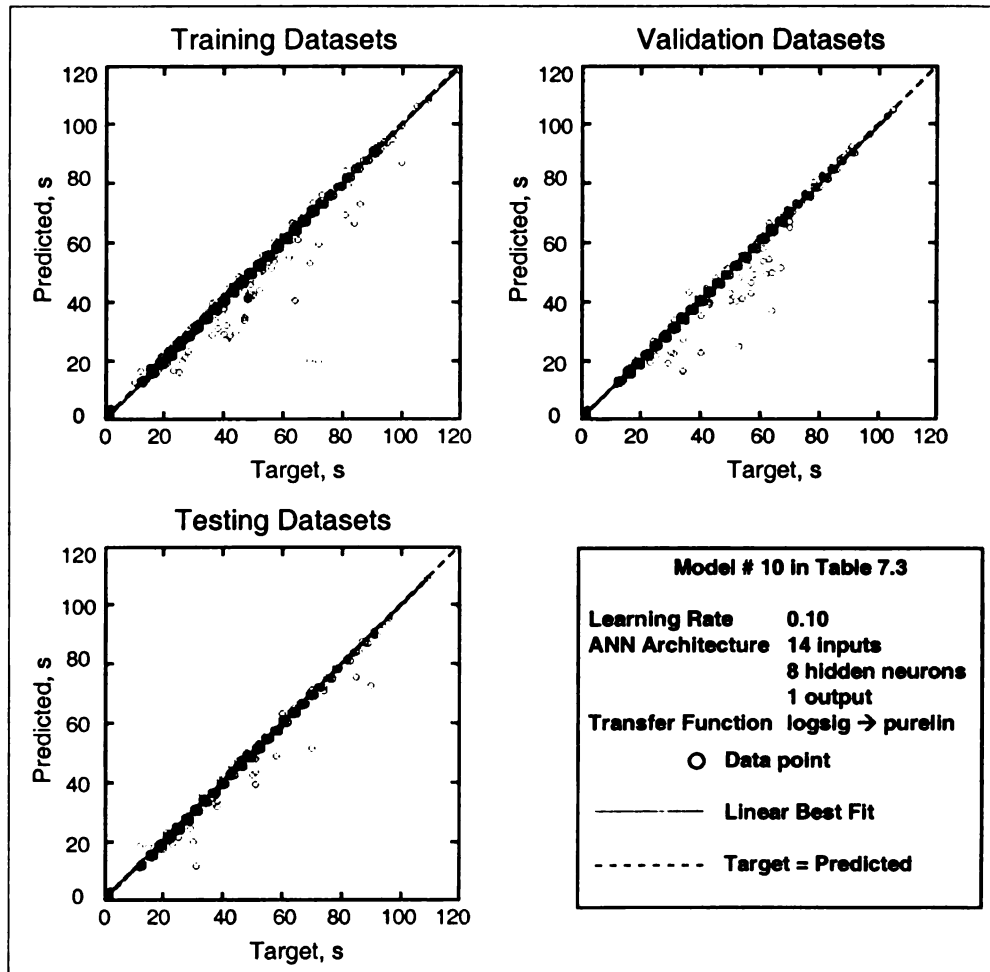 Training Datasets
120
100
80
60
40
20
0
Predicted, s
0 20 40 60 80 100 120
Target, s
Validation Datasets
120
100
80
60
40
20
0
Predicted, s
0 20 40 60 80 100 120
Target, s
Testing Datasets
120
100
80
60
40
20
0
Predicted, s
0 20 40 60 80 100 120
Target, s
Model # 10 in Table 7.3
Learning Rate 0.10
ANN Architecture 14 inputs
8 hidden neurons
1 output
Transfer Function logsig → purelin
Data point
Linear Best Fit
Target = Predicted